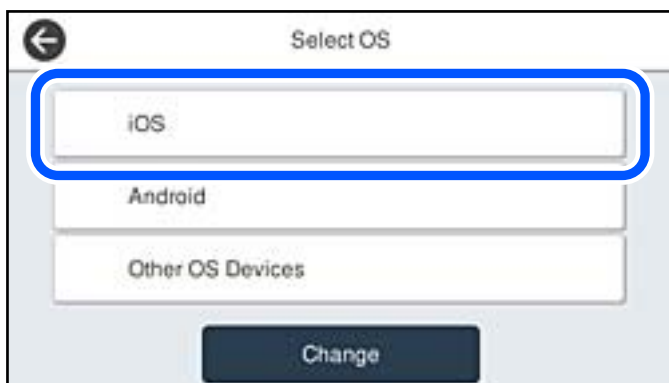 Select OS
iOS
Android
Other OS Devices
Change